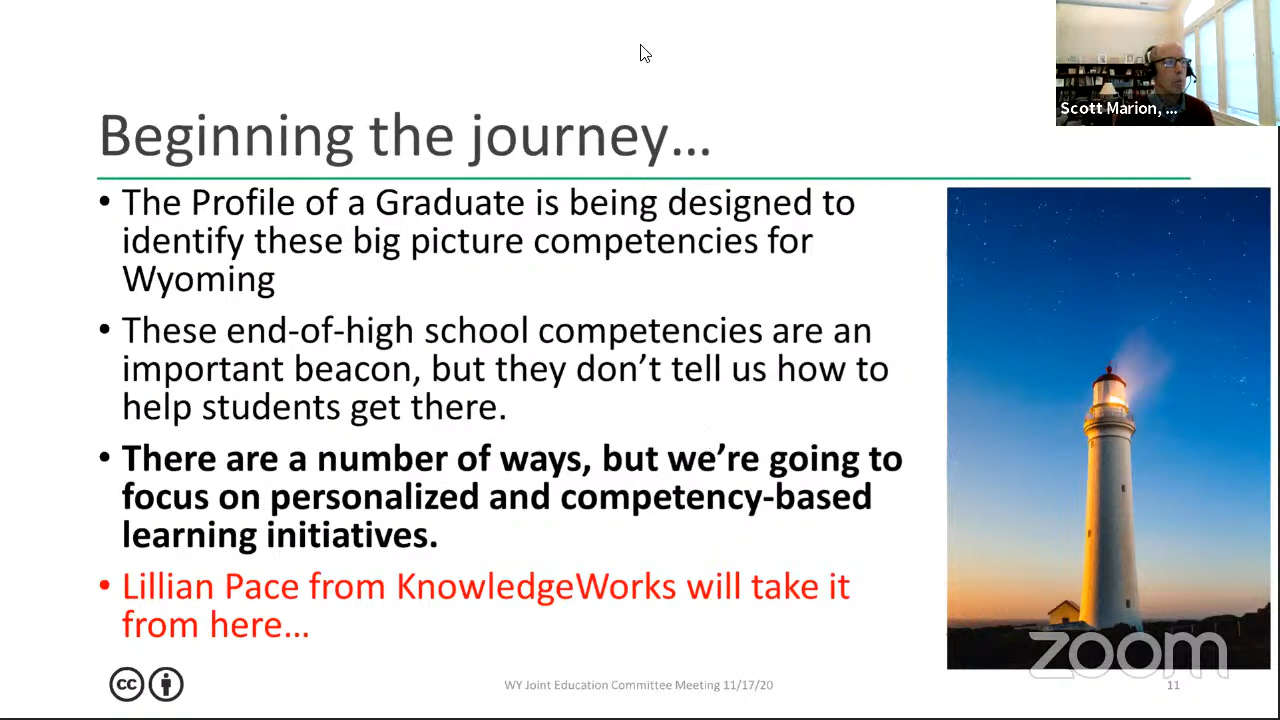 Scott Marion, ...
Beginning the journey…
• The Profile of a Graduate is being designed to
identify these big picture competencies for
Wyoming
• These end-of-high school competencies are an
important beacon, but they don’t tell us how to
help students get there.
• There are a number of ways, but we’re going to
focus on personalized and competency-based
learning initiatives.
• Lillian Pace from KnowledgeWorks will take it
from here…
zoom
cc
WY Joint Education Committee Meeting 11/17/20
11